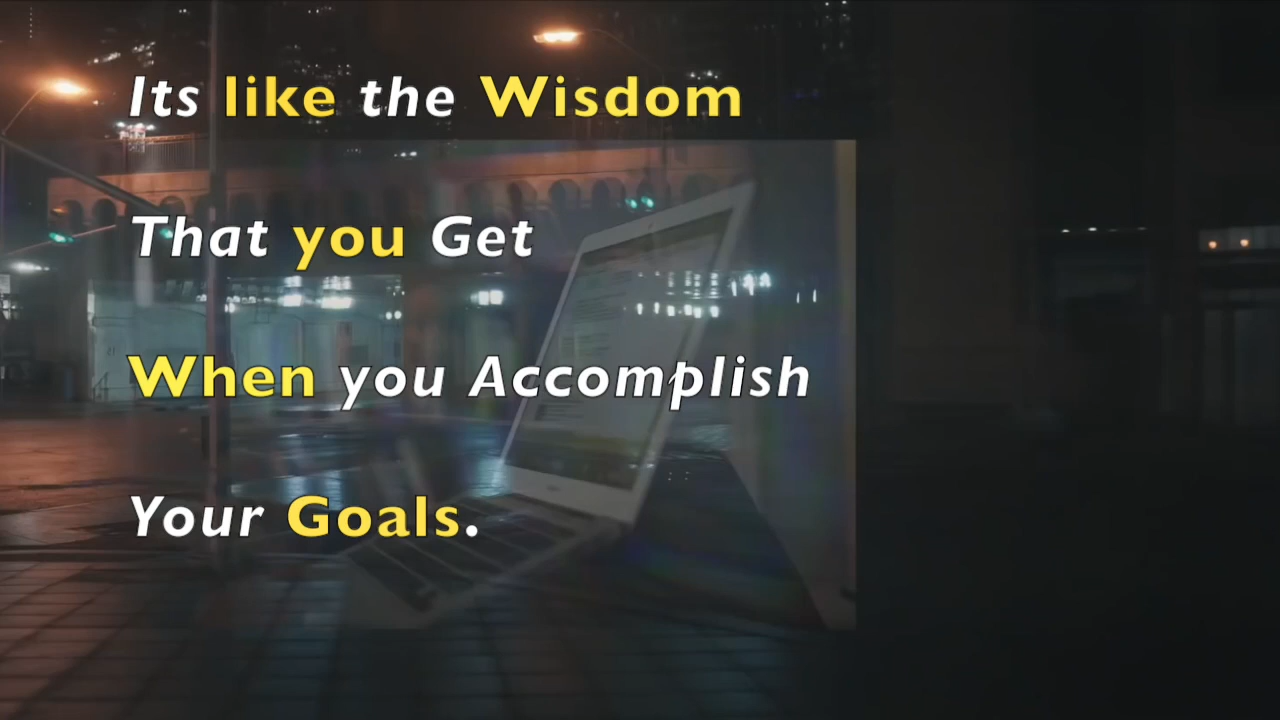 Its like the Wisdom
That you Get
When you Accomplish
Your Goals.